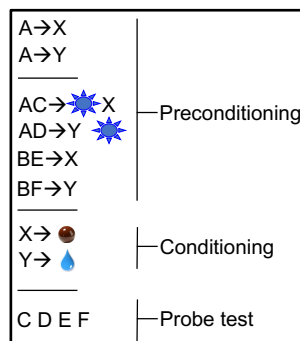 A→X
A→Y
AC→ X
AD→Y
BE→X
BF→Y
Preconditioning
X→
Y→
Conditioning
C D E F
Probe test